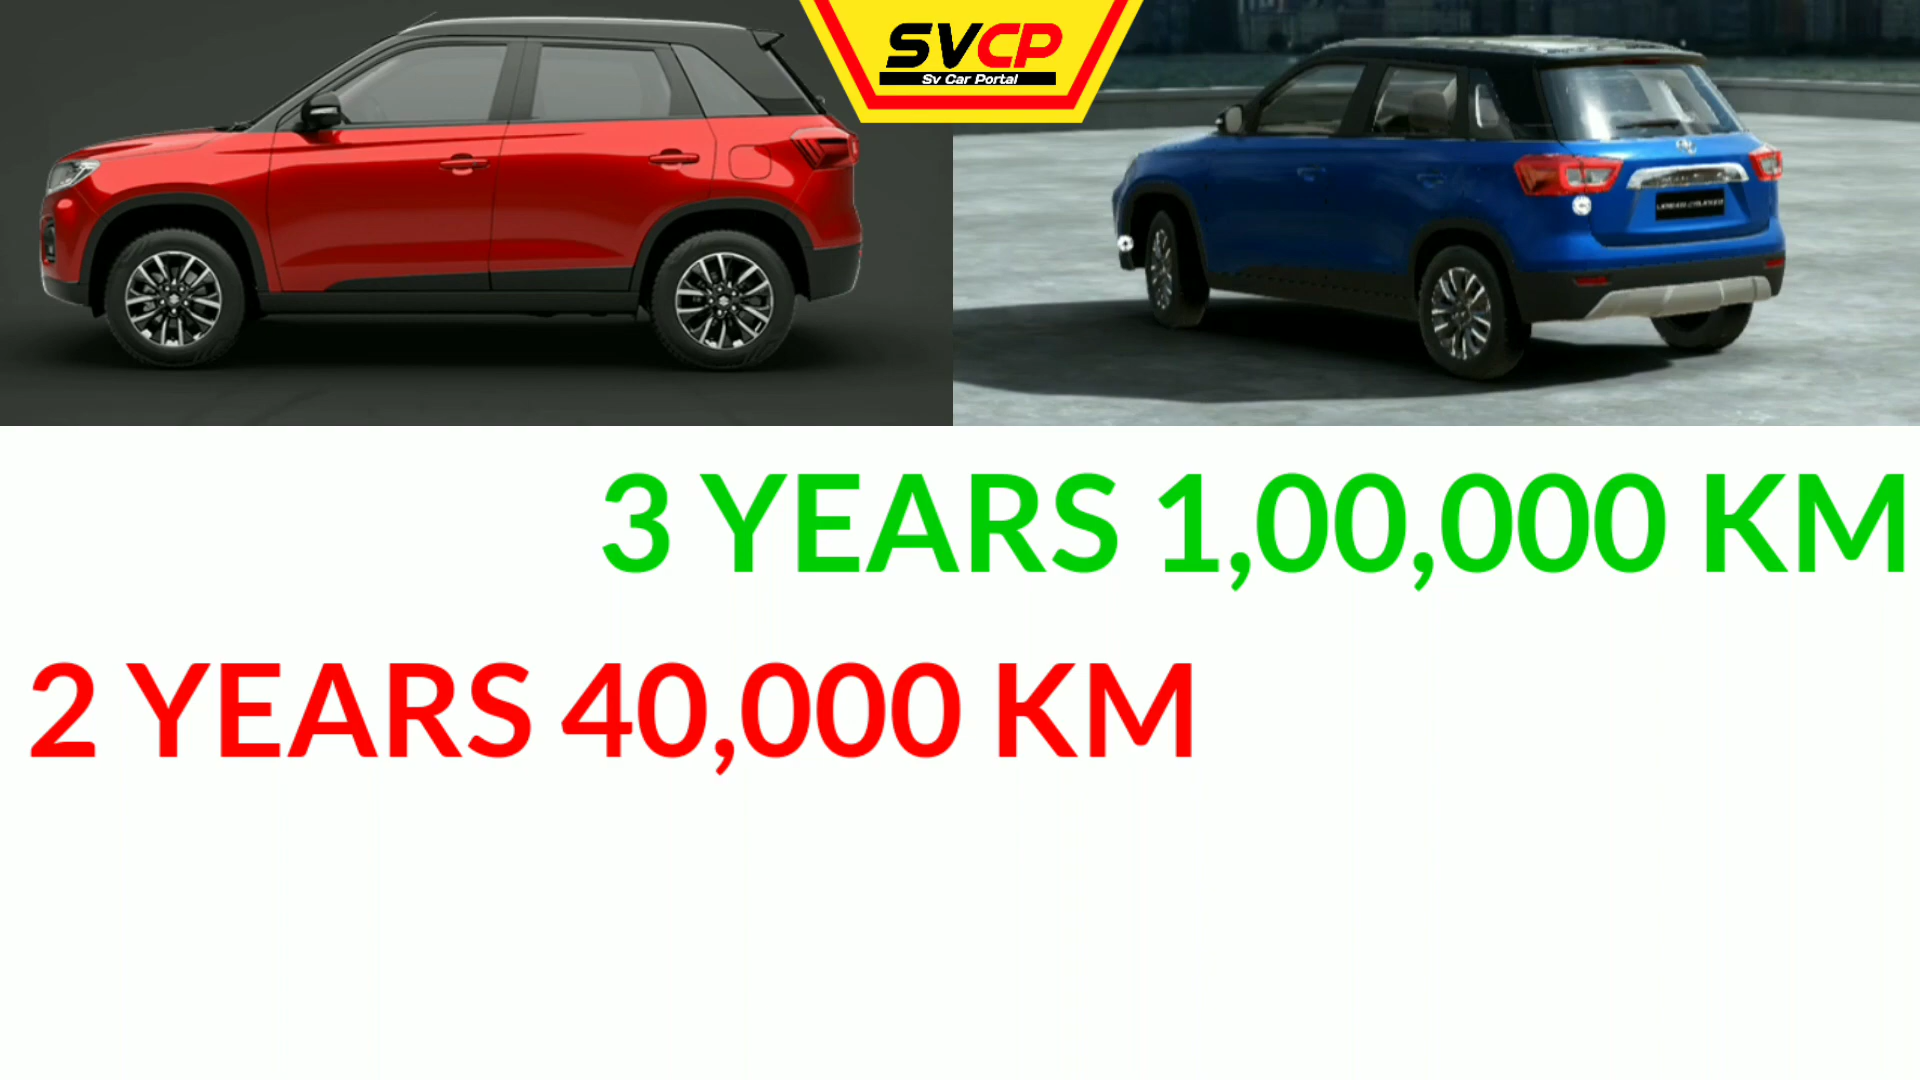 SVCP
Sv Car Portal
3 YEARS 1,00,000 KM
2 YEARS 40,000 KM